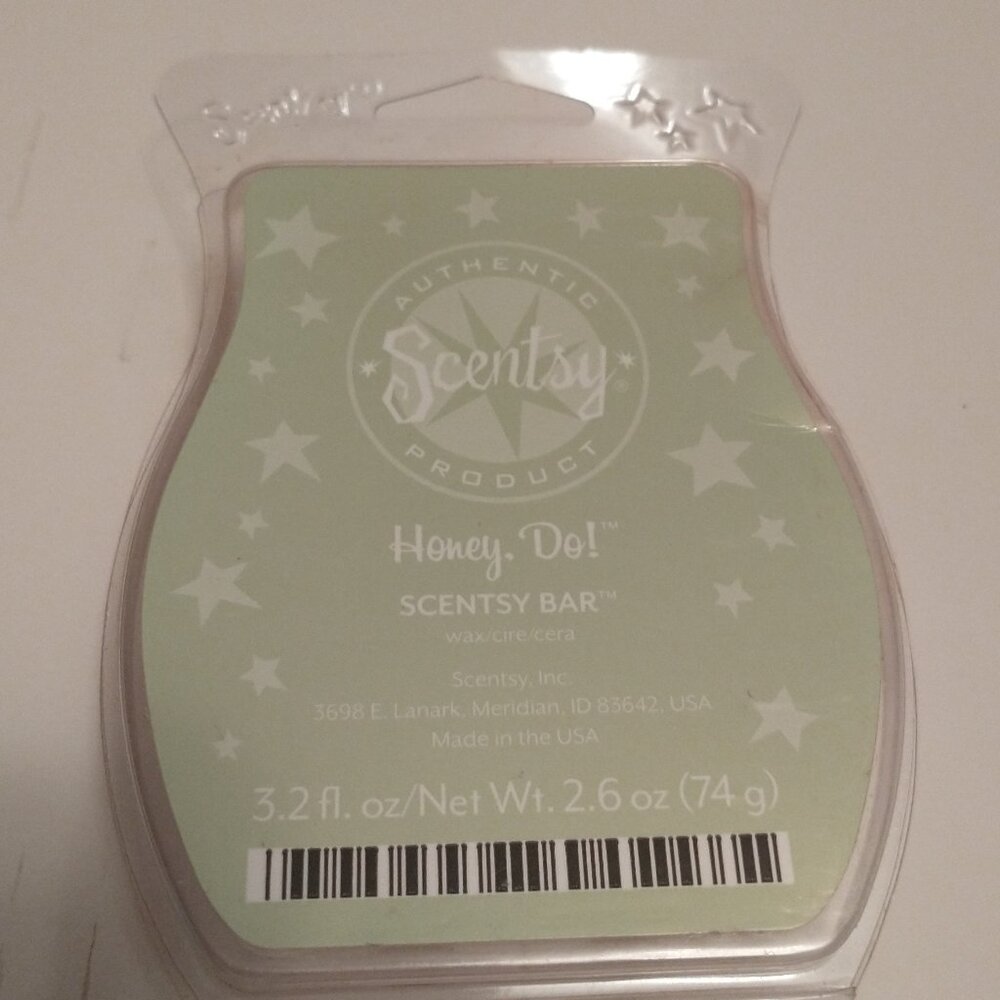 Scentsy
AUTHENTIC
Scentsy®
PRODUCT
Honey, Do!™
SCENTSY BAR™
wax/cire/cera
Scentsy, Inc.
3698 E. Lanark, Meridian, ID 83642, USA
Made in the USA
3.2 fl. oz/Net Wt. 2.6 oz (74 g)